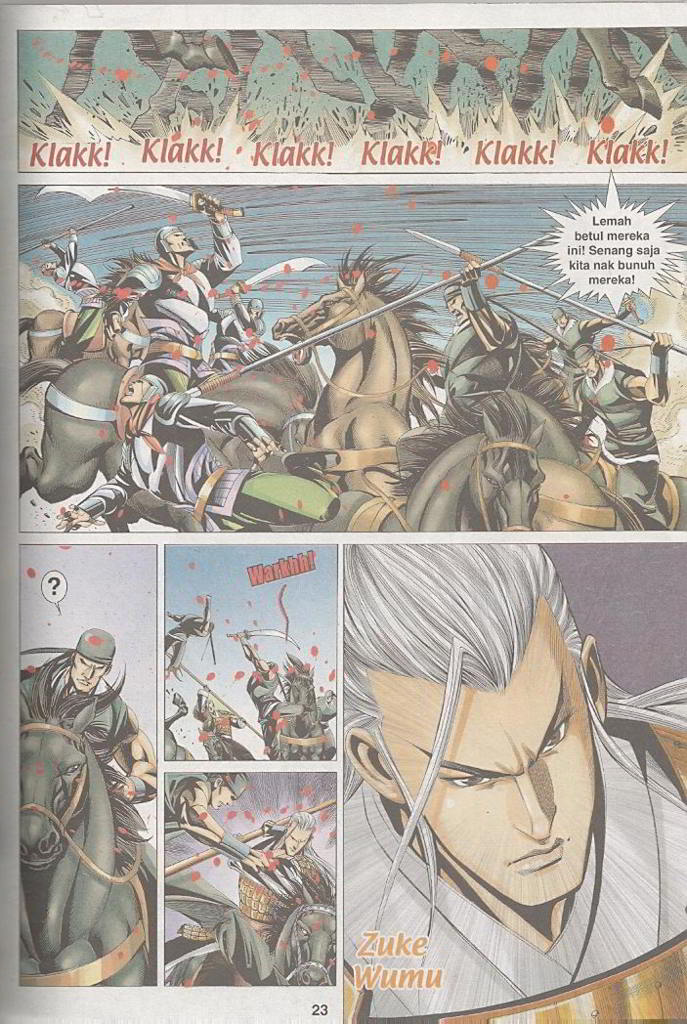 Klakk! Klakk! Klakk! Klakk! Klakk! Klakk!
Lemah
betul mereka
ini! Senang saja
kita nak bunuh
mereka!
?
Warkhh!
Zuke
Wumu
23